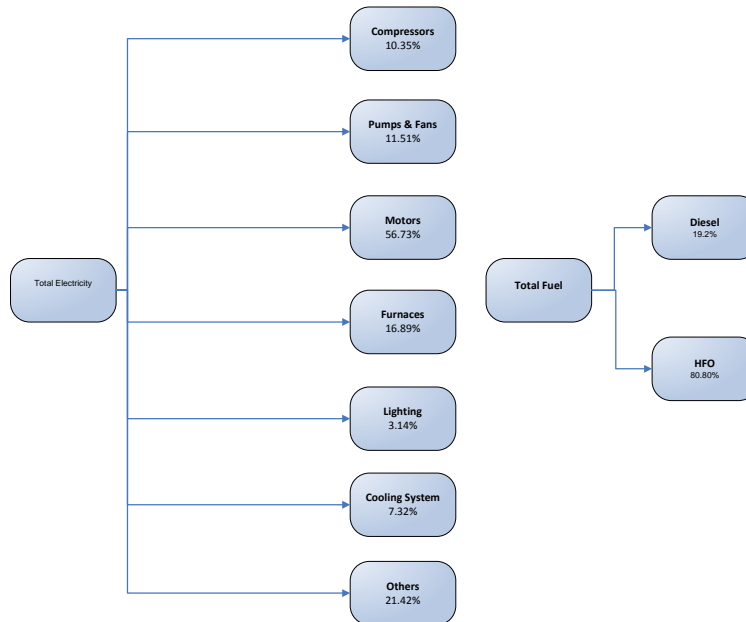 Compressors
10.35%
Pumps & Fans
11.51%
Motors
56.73%
Total Electricity
Furnaces
16.89%
Lighting
3.14%
Cooling System
7.32%
Others
21.42%
Total Fuel
Diesel
19.2%
HFO
80.80%